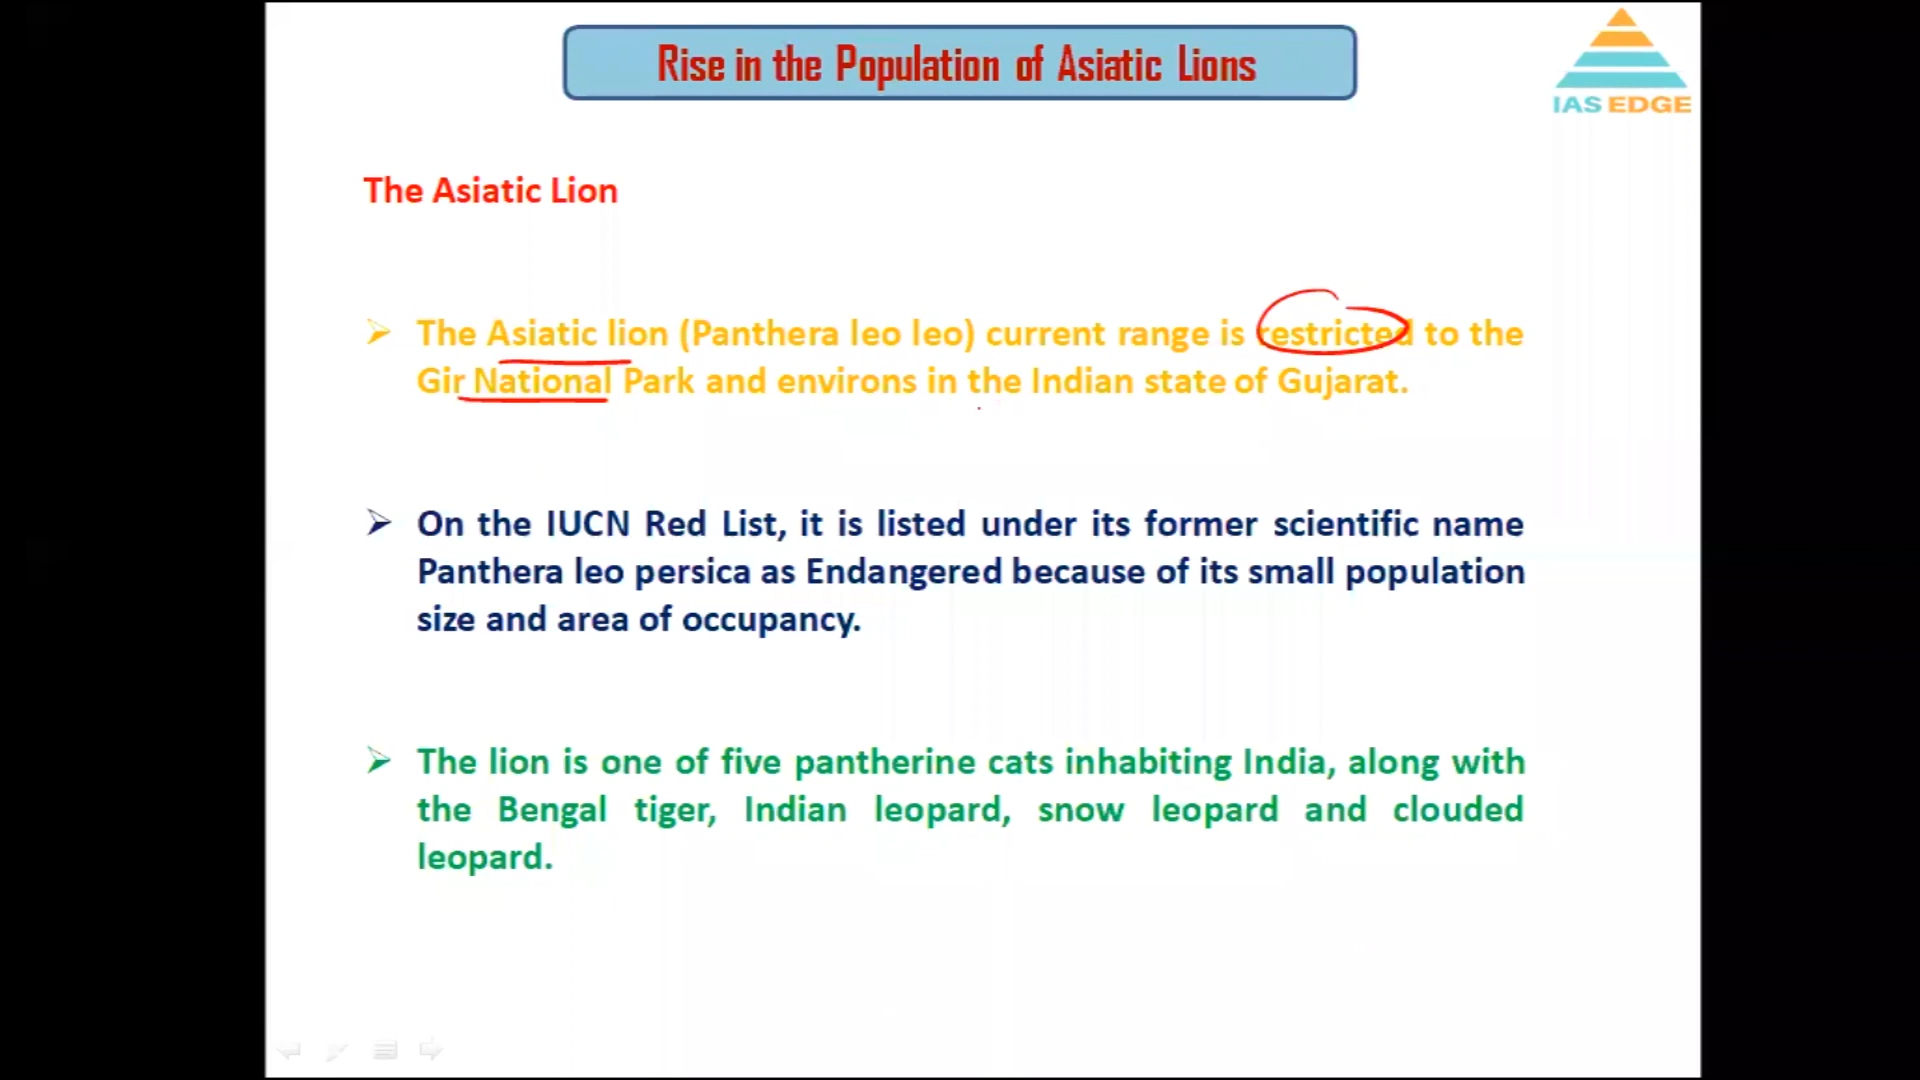 Rise in the Population of Asiatic Lions
IAS EDGE
The Asiatic Lion
The Asiatic lion (Panthera leo leo) current range is restricted to the
Gir National Park and environs in the Indian state of Gujarat.
On the IUCN Red List, it is listed under its former scientific name
Panthera leo persica as Endangered because of its small population
size and area of occupancy.
The lion is one of five pantherine cats inhabiting India, along with
the Bengal tiger, Indian leopard, snow leopard and clouded
leopard.